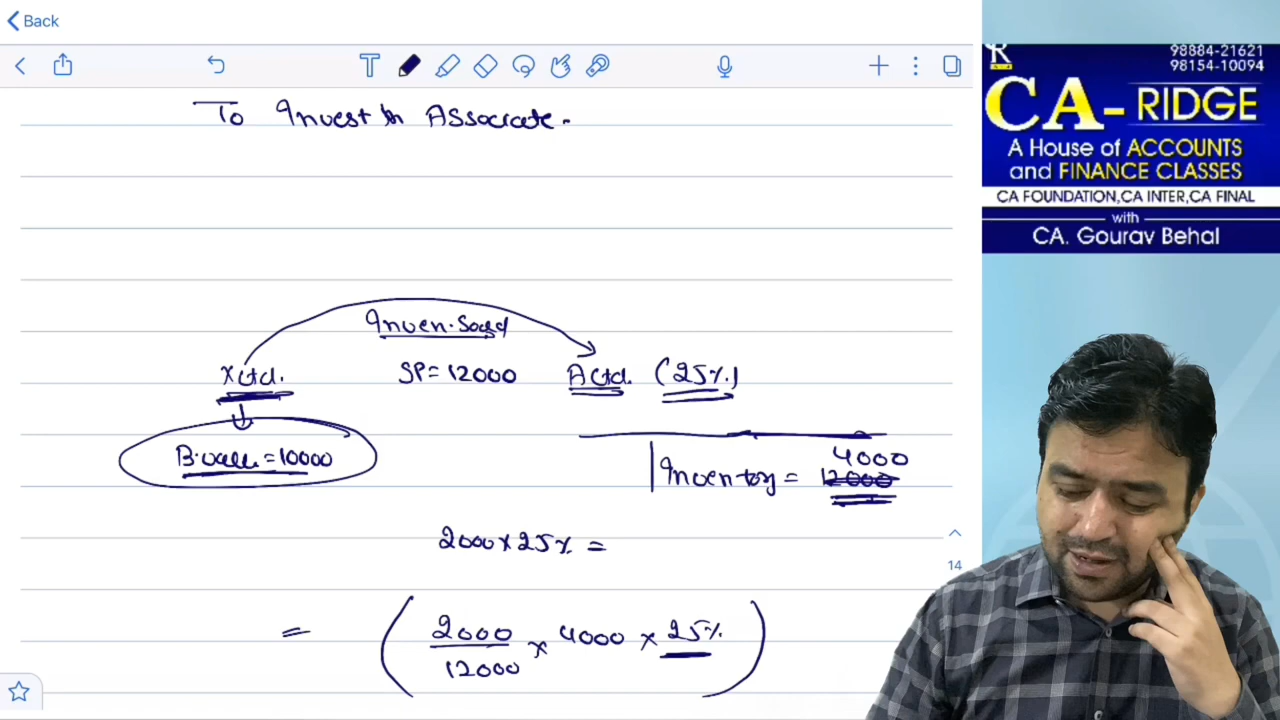 Back
To Invest in Associate.
Inven. Soed
X Ltd.
SP = 12000
A Ltd. (25%)
B. value = 10000
4000
Inventory = 12000
2000 x 25% =
14
= ( 2000 / 12000 x 4000 x 25% )
R
98884-21621
98154-10094
CA- RIDGE
A House of ACCOUNTS
and FINANCE CLASSES
CA FOUNDATION,CA INTER,CA FINAL
with
CA. Gourav Behal